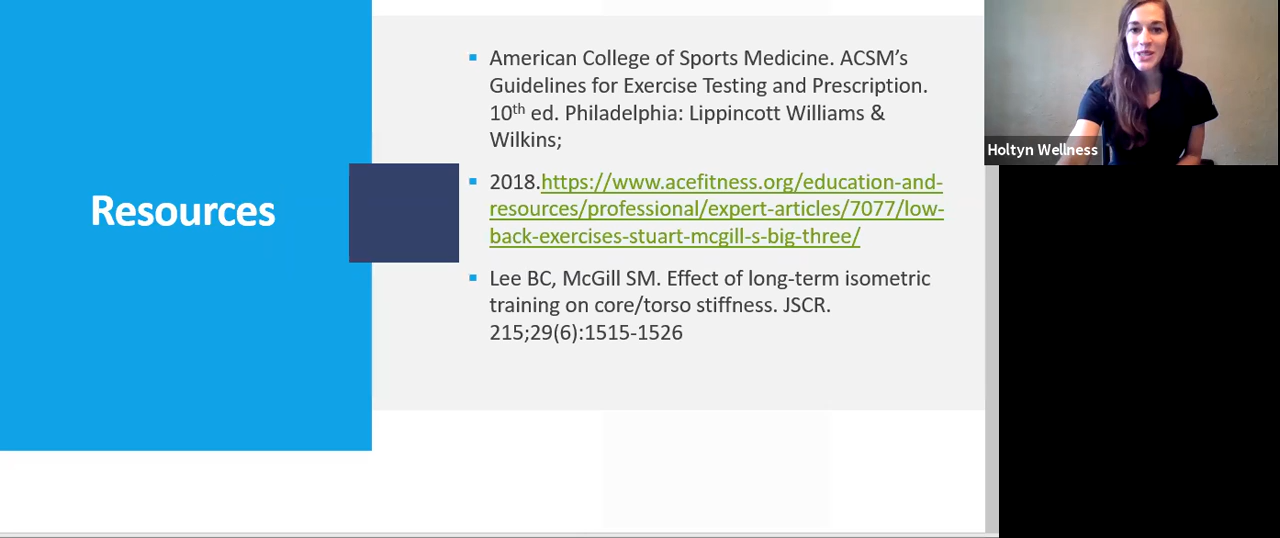 Resources
American College of Sports Medicine. ACSM’s
Guidelines for Exercise Testing and Prescription.
10th ed. Philadelphia: Lippincott Williams &
Wilkins;
2018.https://www.acefitness.org/education-and-
resources/professional/expert-articles/7077/low-
back-exercises-stuart-mcgill-s-big-three/
Lee BC, McGill SM. Effect of long-term isometric
training on core/torso stiffness. JSCR.
215;29(6):1515-1526
Holtyn Wellness